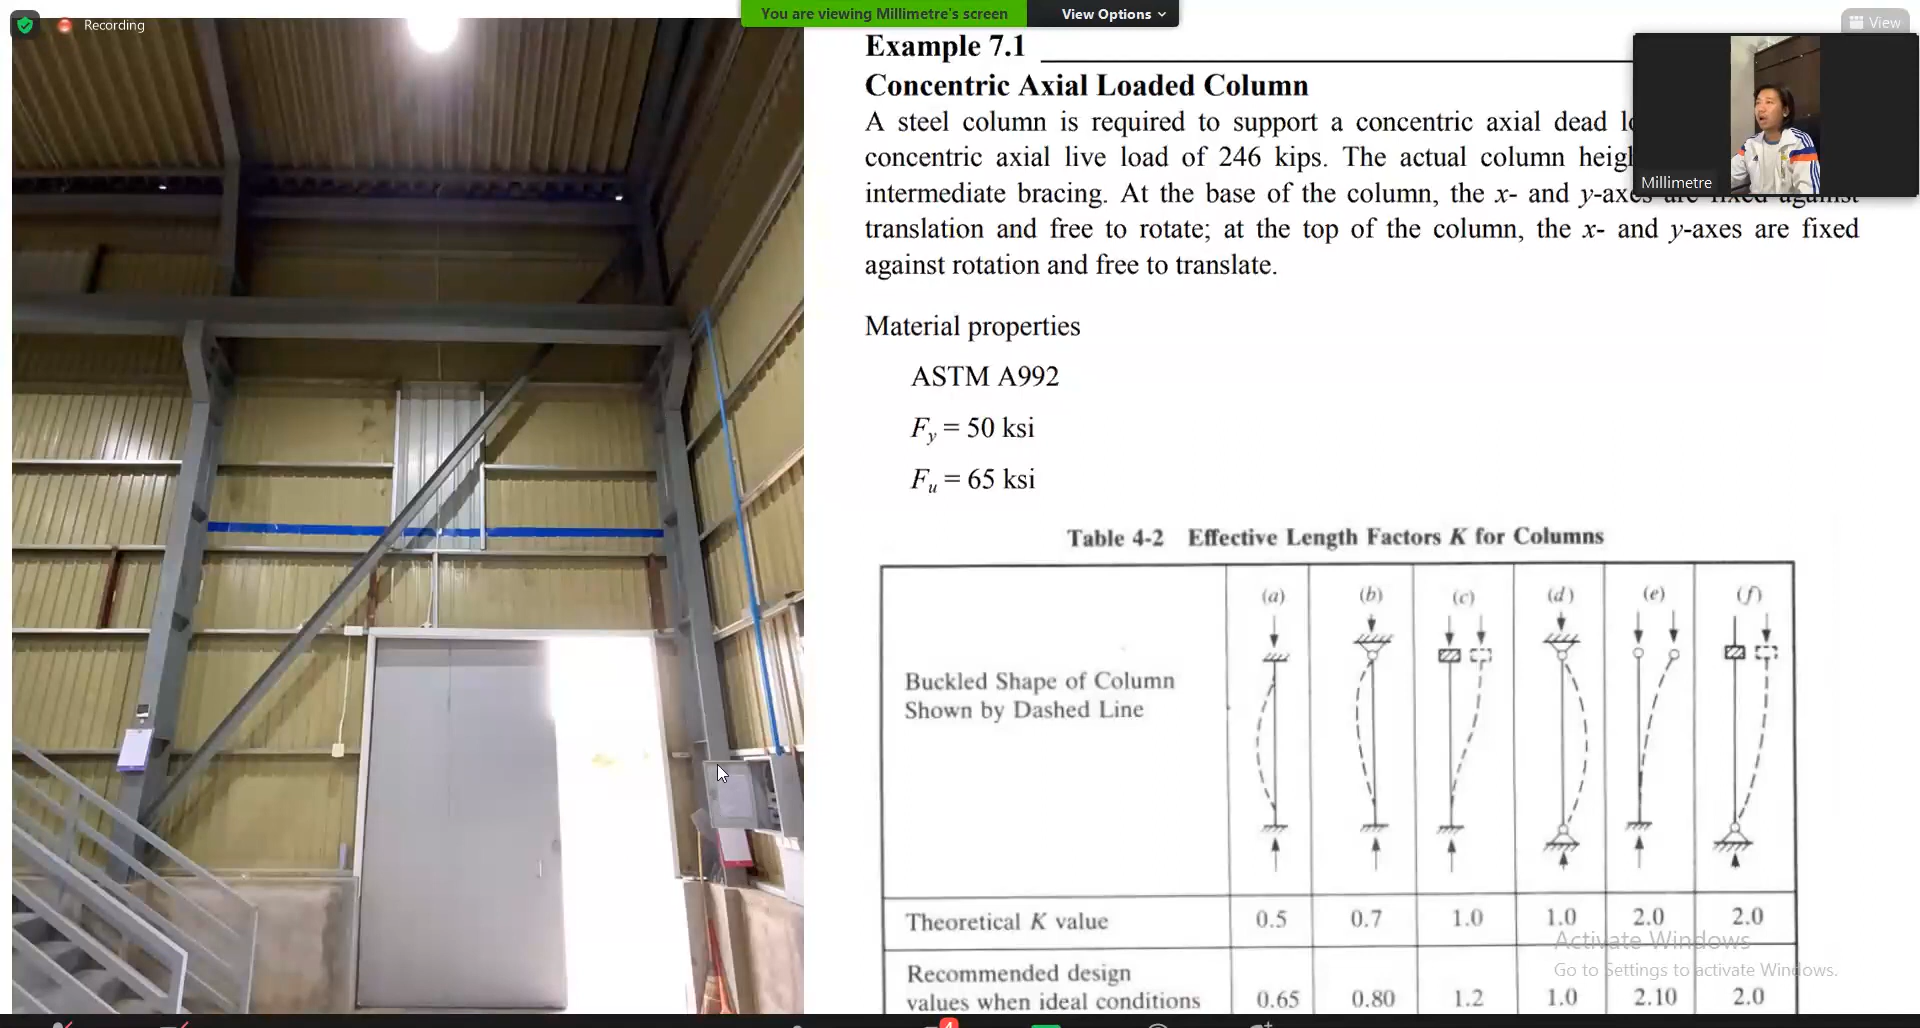 Recording
You are viewing Millimetre's screen
View Options
View
Example 7.1
Concentric Axial Loaded Column
A steel column is required to support a concentric axial dead
concentric axial live load of 246 kips. The actual column
intermediate bracing. At the base of the column, the x- and y-axes are fixed against
translation and free to rotate; at the top of the column, the x- and y-axes are fixed
against rotation and free to translate.
Millimetre
Material properties
ASTM A992
Fy = 50 ksi
Fu = 65 ksi
Table 4-2 Effective Length Factors K for Columns
(a) (b) (c) (d) (e) (f)
Buckled Shape of Column
Shown by Dashed Line
Theoretical K value 0.5 0.7 1.0 1.0 2.0 2.0
Activate Windows
Go to Settings to activate Windows.
Recommended design
values when ideal conditions 0.65 0.80 1.2 1.0 2.10 2.0
4